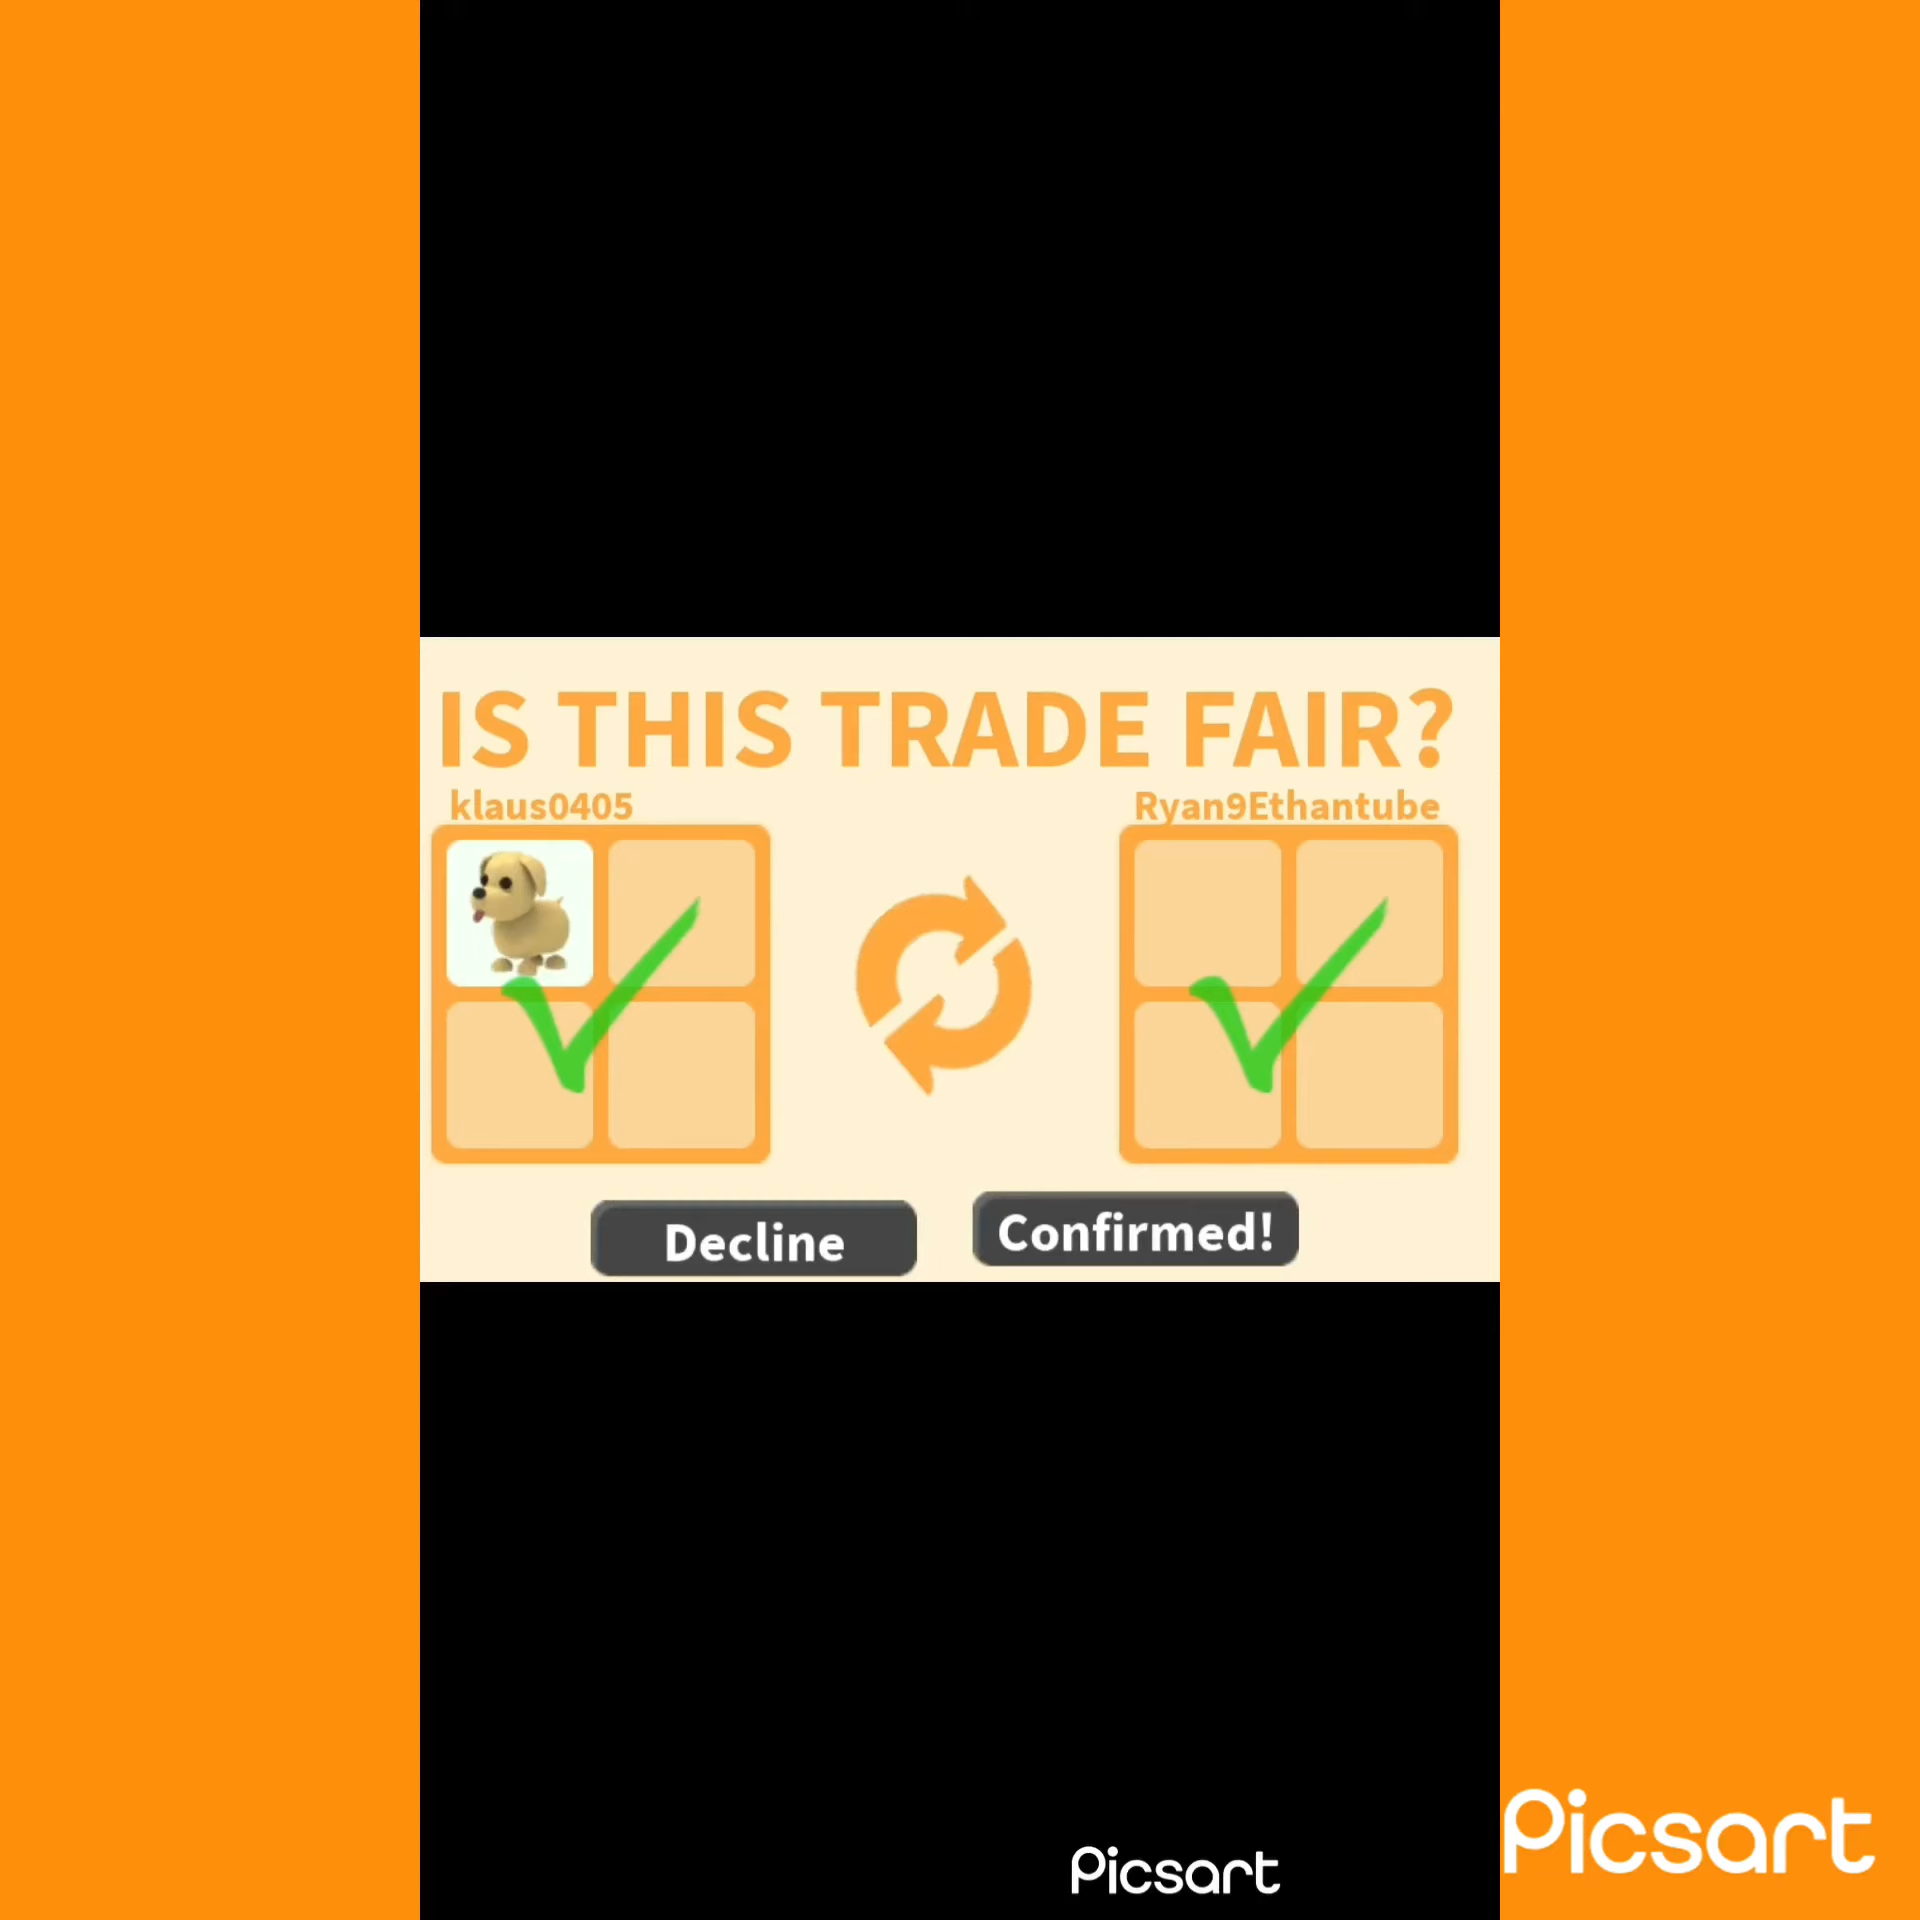 IS THIS TRADE FAIR?
klaus0405
Ryan9Ethantube
Decline
Confirmed!
Picsart
Picsart